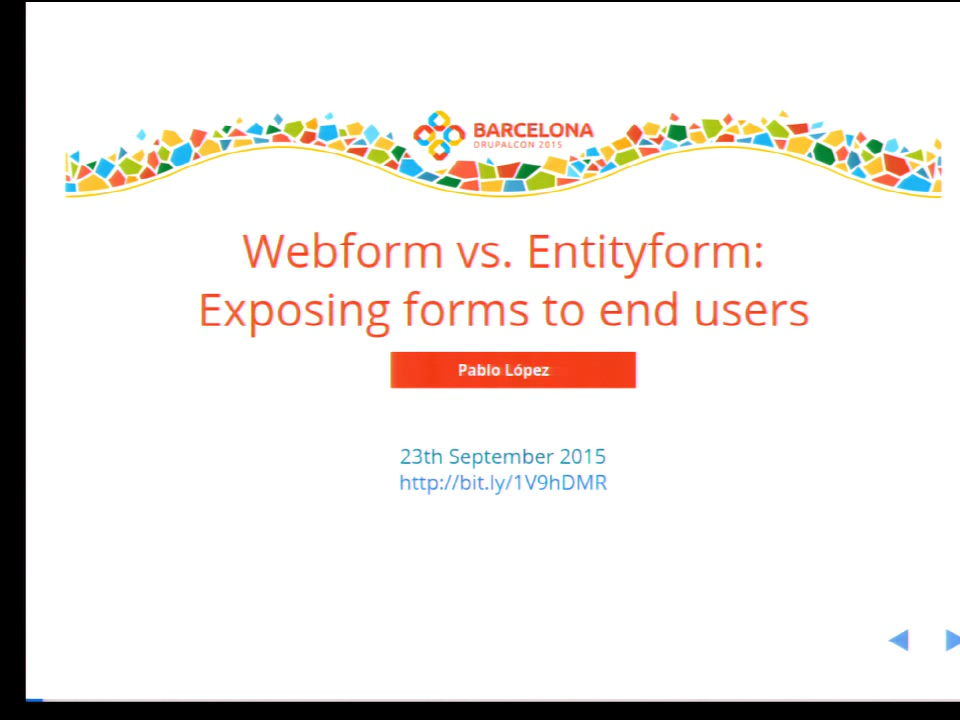 BARCELONA
DRUPALCON 2015
Webform vs. Entityform:
Exposing forms to end users
Pablo López
23th September 2015
http://bit.ly/1V9hDMR